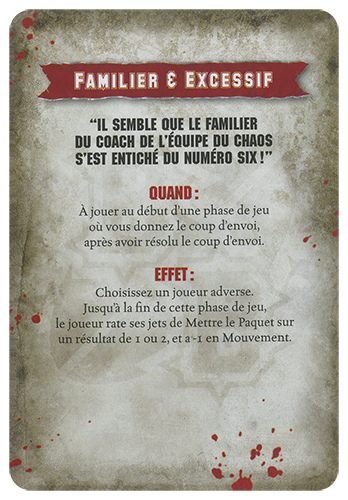 FAMILIER & EXCESSIF
“IL SEMBLE QUE LE FAMILIER
DU COACH DE L’ÉQUIPE DU CHAOS
S’EST ENTICHÉ DU NUMÉRO SIX !”
QUAND :
À jouer au début d’une phase de jeu
où vous donnez le coup d’envoi,
après avoir résolu le coup d’envoi.
EFFET :
Choisissez un joueur adverse.
Jusqu’à la fin de cette phase de jeu,
le joueur rate ses jets de Mettre le Paquet sur
un résultat de 1 ou 2, et a -1 en Mouvement.